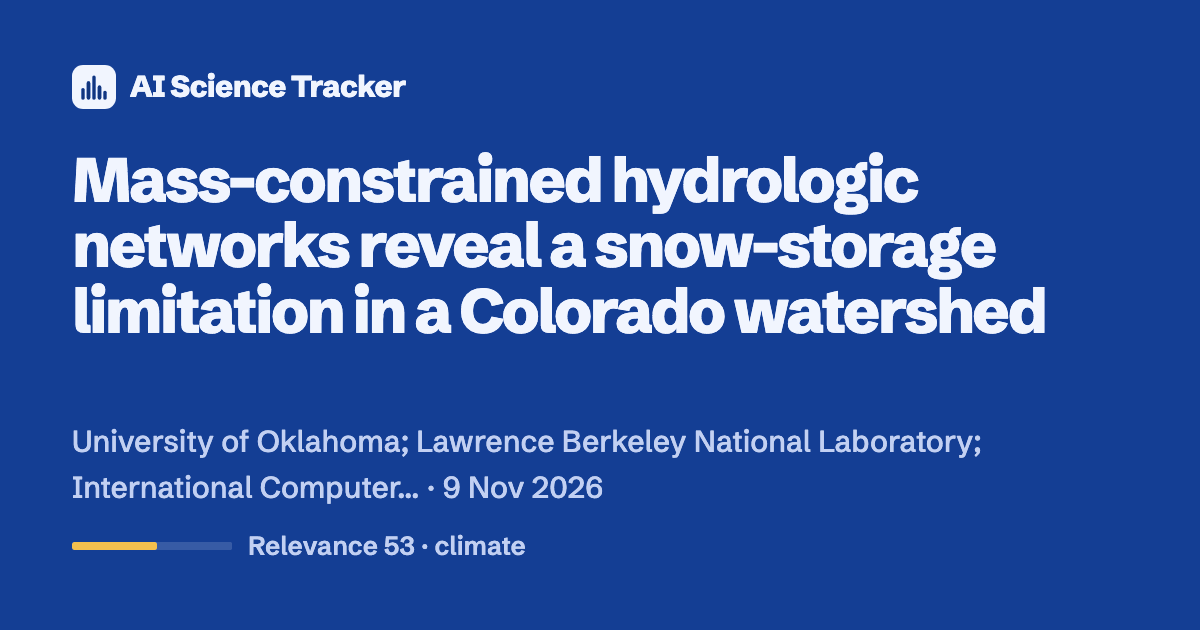 AI Science Tracker
Mass-constrained hydrologic
networks reveal a snow-storage
limitation in a Colorado watershed
University of Oklahoma; Lawrence Berkeley National Laboratory;
International Computer... · 9 Nov 2026
Relevance 53 · climate